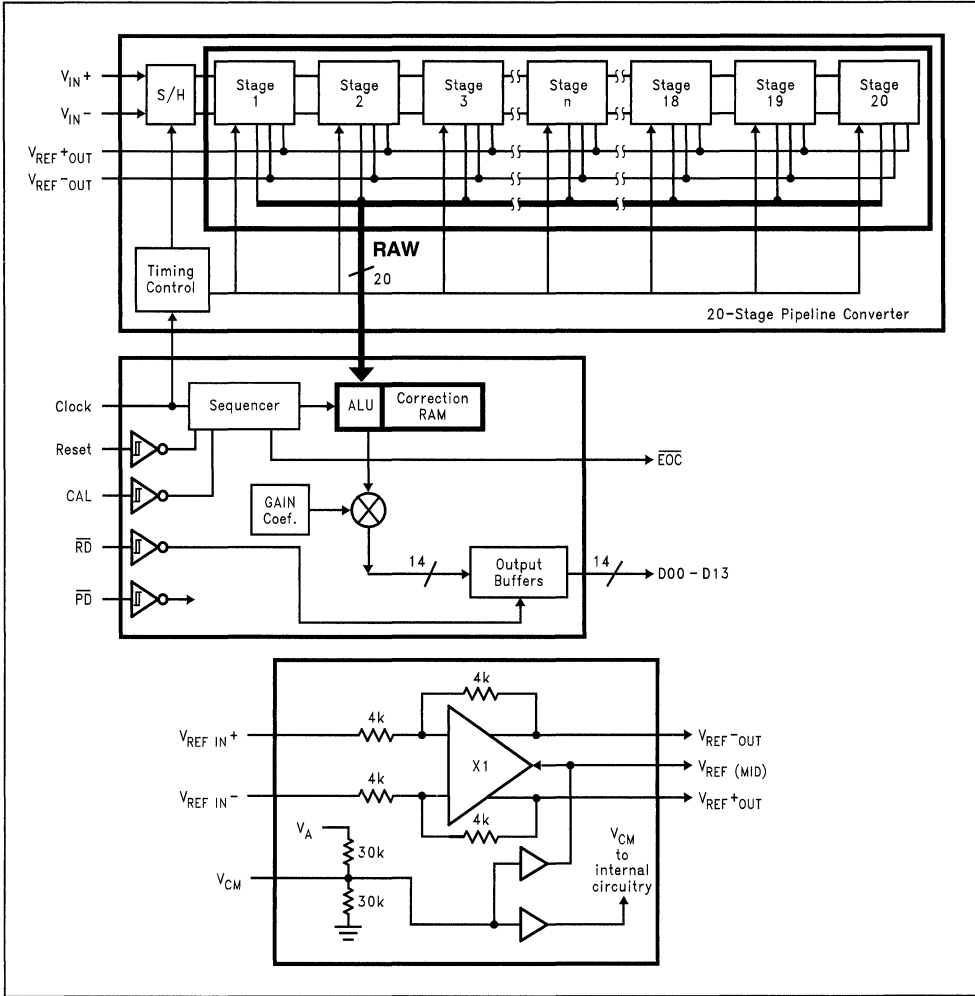 V_IN+
V_IN-
V_REF+OUT
V_REF-OUT
S/H
Stage 1
Stage 2
Stage 3
Stage n
Stage 18
Stage 19
Stage 20
RAW
20
Timing Control
20-Stage Pipeline Converter
Clock
Reset
CAL
RD
PD
Sequencer
ALU
Correction RAM
EOC
GAIN Coef.
14
Output Buffers
14
D00-D13
4k
V_REF IN+
4k
V_REF-OUT
X1
V_REF (MID)
V_REF IN-
4k
V_REF+OUT
4k
V_A
30k
V_CM
30k
V_CM to internal circuitry